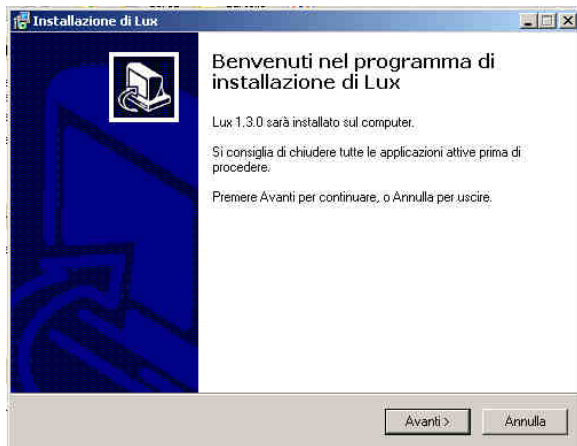 Installazione di Lux
Benvenuti nel programma di
installazione di Lux
Lux 1.3.0 sarà installato sul computer.
Si consiglia di chiudere tutte le applicazioni attive prima di
procedere.
Premere Avanti per continuare, o Annulla per uscire.
Avanti >
Annulla